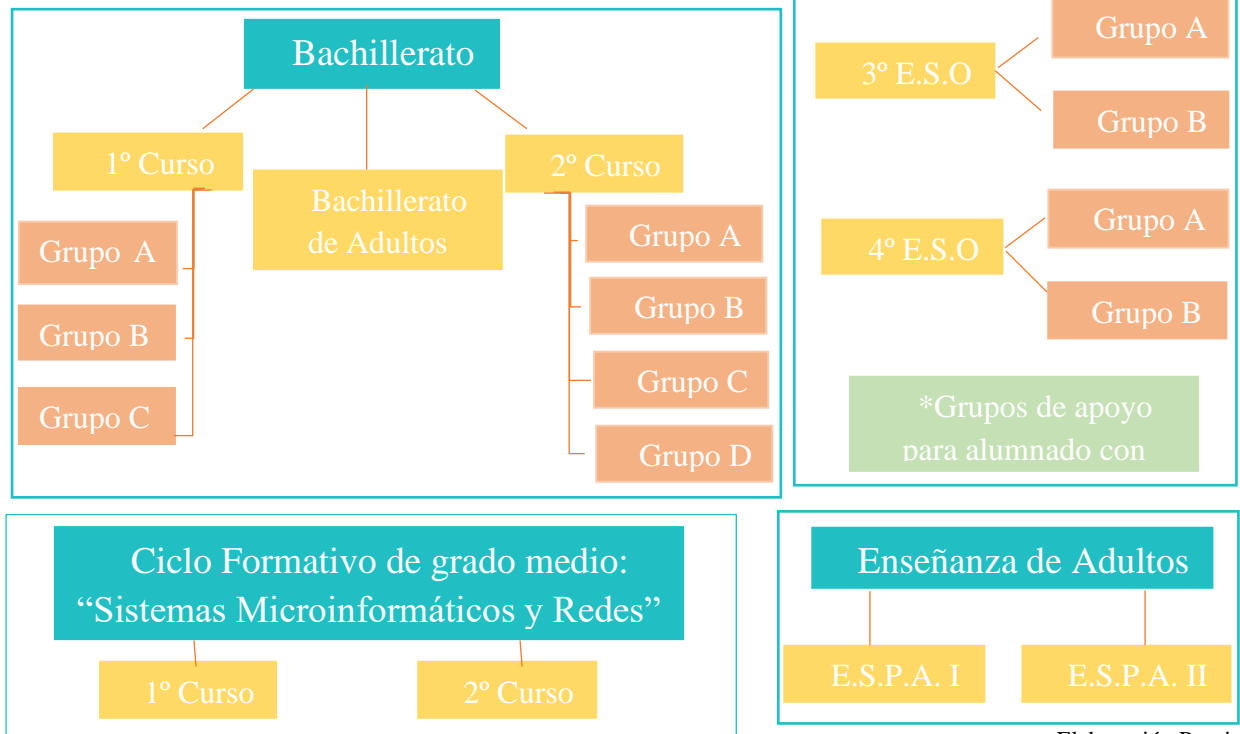 Bachillerato
1º Curso
Bachillerato
de Adultos
2º Curso
Grupo A
Grupo B
Grupo C
Grupo A
Grupo B
Grupo C
Grupo D
3º E.S.O
Grupo A
Grupo B
4º E.S.O
Grupo A
Grupo B
*Grupos de apoyo
para alumnado con
Ciclo Formativo de grado medio:
“Sistemas Microinformáticos y Redes”
1º Curso
2º Curso
Enseñanza de Adultos
E.S.P.A. I
E.S.P.A. II